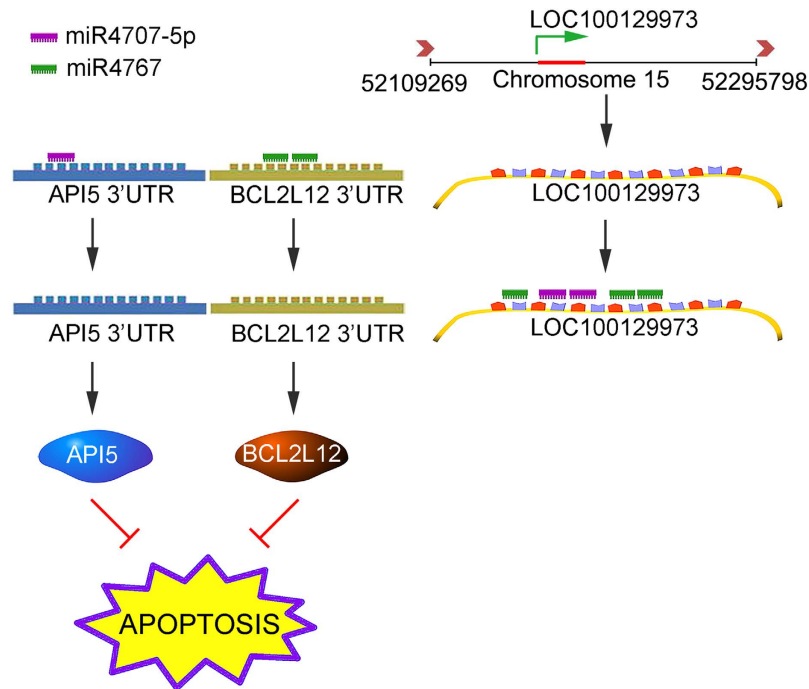 miR4707-5p
miR4767
LOC100129973
52109269
Chromosome 15
52295798
API5 3’UTR
BCL2L12 3’UTR
LOC100129973
API5 3’UTR
BCL2L12 3’UTR
LOC100129973
API5
BCL2L12
APOPTOSIS